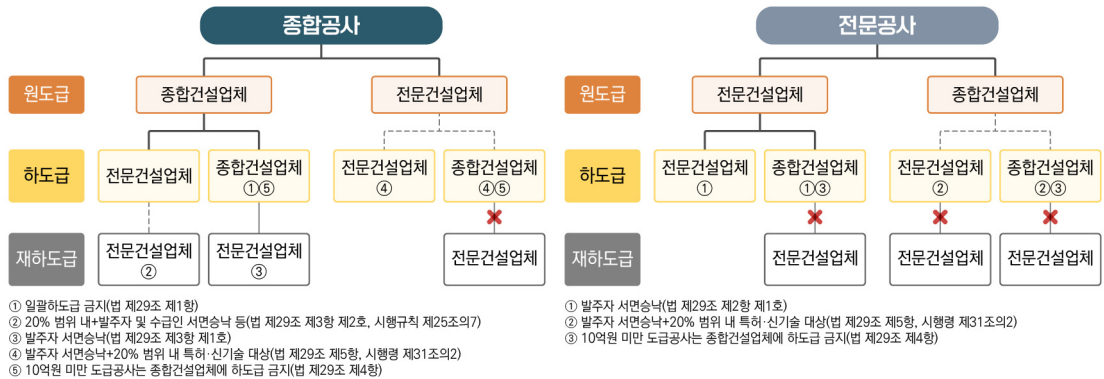 종합공사
원도급
종합건설업체
전문건설업체
하도급
전문건설업체
종합건설업체
①⑤
전문건설업체
④
종합건설업체
④⑤
재하도급
전문건설업체
②
전문건설업체
③
전문건설업체
① 일괄하도급 금지(법 제29조 제1항)
② 20% 범위 내+발주자 및 수급인 서면승낙 등(법 제29조 제3항 제2호, 시행규칙 제25조의7)
③ 발주자 서면승낙(법 제29조 제3항 제1호)
④ 발주자 서면승낙+20% 범위 내 특허·신기술 대상(법 제29조 제5항, 시행령 제31조의2)
⑤ 10억원 미만 도급공사는 종합건설업체에 하도급 금지(법 제29조 제4항)
전문공사
원도급
전문건설업체
종합건설업체
하도급
전문건설업체
①
종합건설업체
①③
전문건설업체
②
종합건설업체
②③
재하도급
전문건설업체
전문건설업체
전문건설업체
① 발주자 서면승낙(법 제29조 제2항 제1호)
② 발주자 서면승낙+20% 범위 내 특허·신기술 대상(법 제29조 제5항, 시행령 제31조의2)
③ 10억원 미만 도급공사는 종합건설업체에 하도급 금지(법 제29조 제4항)